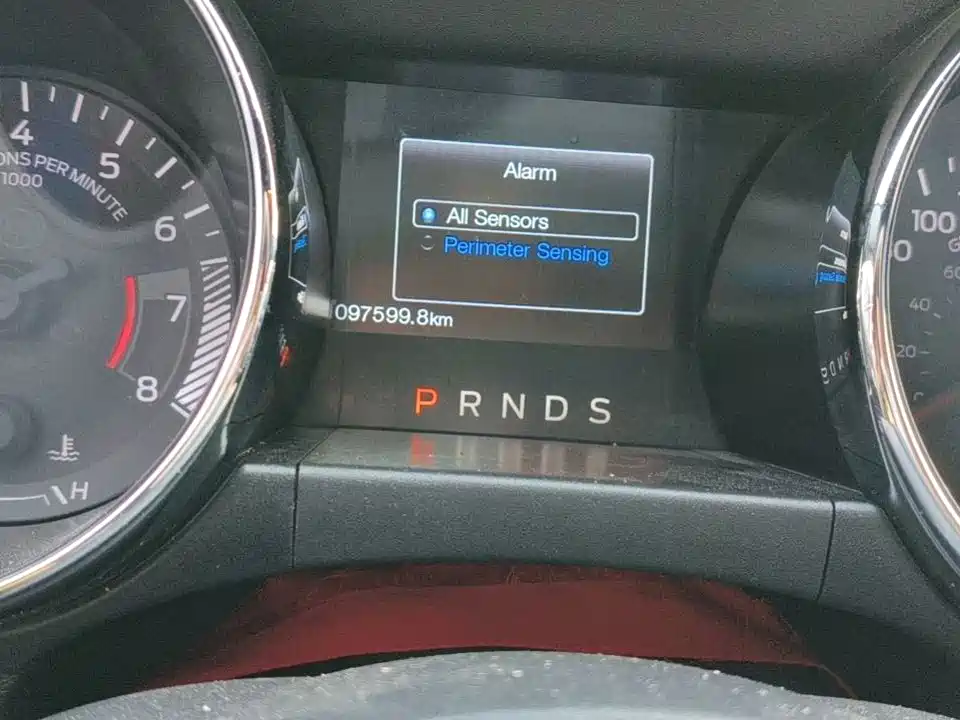 4
5
6
7
8
ONS PER MINUTE
1000
H
Alarm
All Sensors
Perimeter Sensing
097599.8km
P R N D S
100
60
40
20